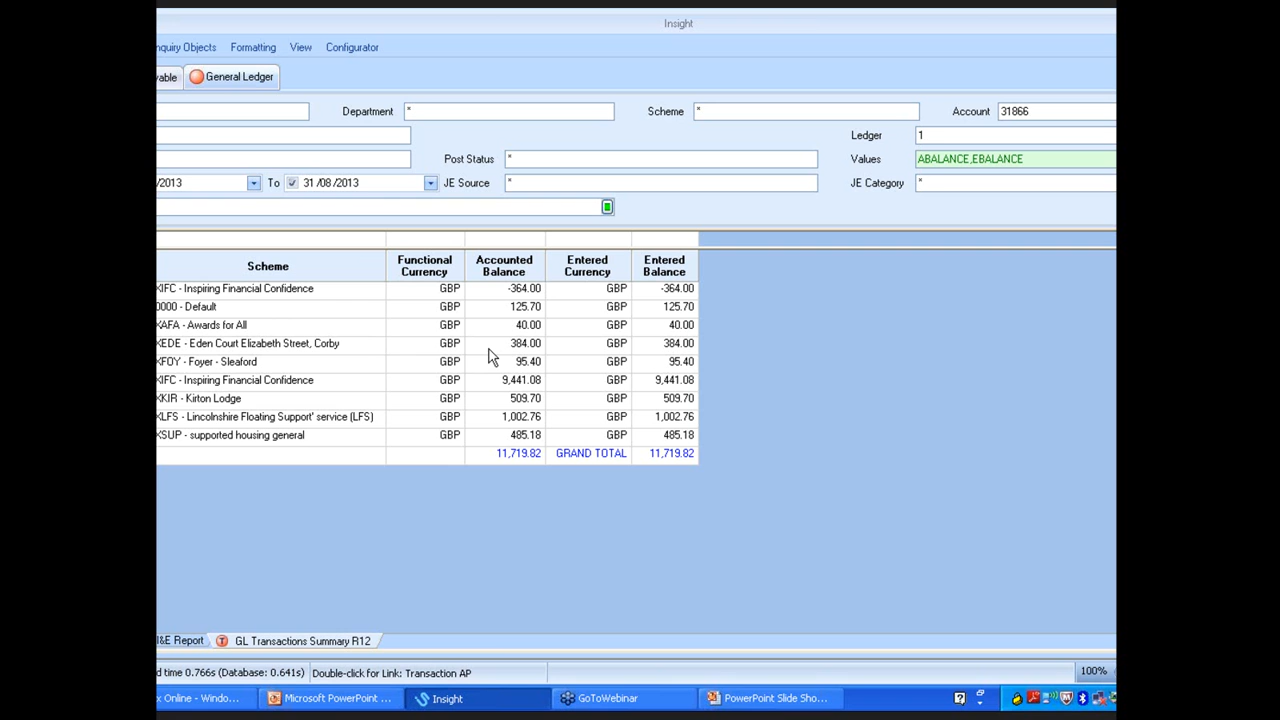 Insight
nquiry Objects Formatting View Configurator
vable General Ledger
Department * Scheme * Account 31866
Ledger 1
Post Status * Values ABALANCE,EBALANCE
/2013 To 31/08/2013 JE Source * JE Category *
Scheme Functional Currency Accounted Balance Entered Currency Entered Balance
XIFC - Inspiring Financial Confidence GBP -364.00 GBP -364.00
0000 - Default GBP 125.70 GBP 125.70
XAFA - Awards for All GBP 40.00 GBP 40.00
XEDE - Eden Court Elizabeth Street, Corby GBP 384.00 GBP 384.00
XFOY - Foyer - Sleaford GBP 95.40 GBP 95.40
XIFC - Inspiring Financial Confidence GBP 9,441.08 GBP 9,441.08
XKIR - Kirton Lodge GBP 509.70 GBP 509.70
XLFS - Lincolnshire Floating Support' service (LFS) GBP 1,002.76 GBP 1,002.76
XSUP - supported housing general GBP 485.18 GBP 485.18
11,719.82 GRAND TOTAL 11,719.82
I&E Report T GL Transactions Summary R12
d time 0.766s (Database: 0.641s) Double-click for Link: Transaction AP 100%
x Online - Windo... Microsoft PowerPoint ... Insight GoToWebinar PowerPoint Slide Sho...